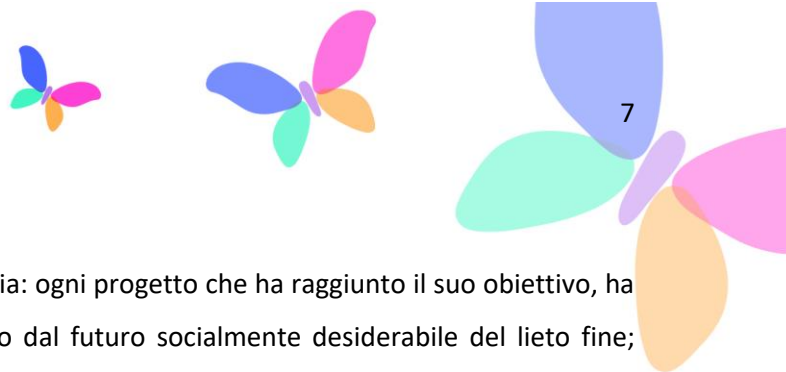 7
ia: ogni progetto che ha raggiunto il suo obiettivo, ha
o dal futuro socialmente desiderabile del lieto fine;